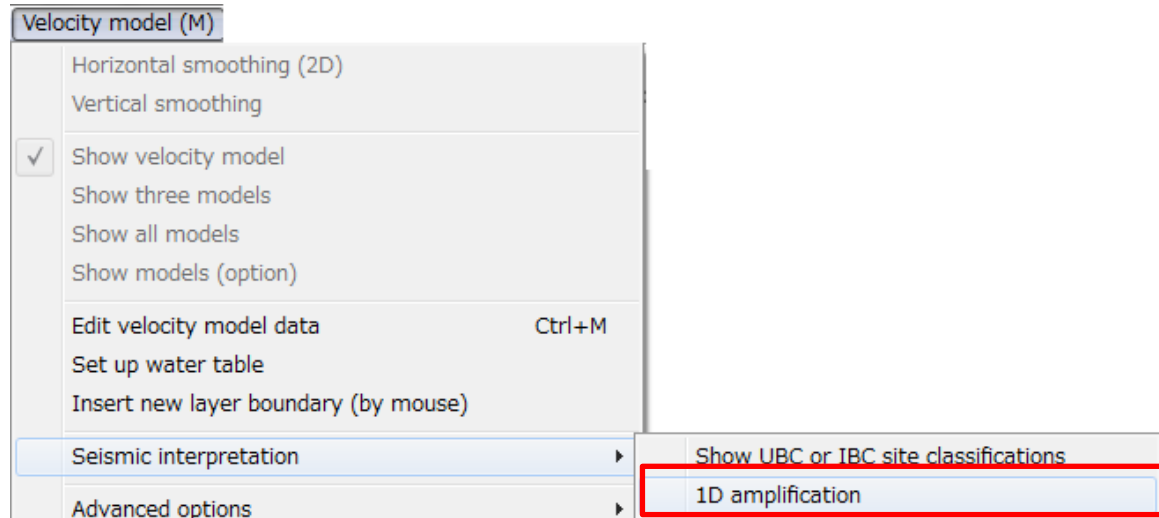 Velocity model (M)
Horizontal smoothing (2D)
Vertical smoothing
Show velocity model
Show three models
Show all models
Show models (option)
Edit velocity model data Ctrl+M
Set up water table
Insert new layer boundary (by mouse)
Seismic interpretation
Show UBC or IBC site classifications
1D amplification
Advanced options